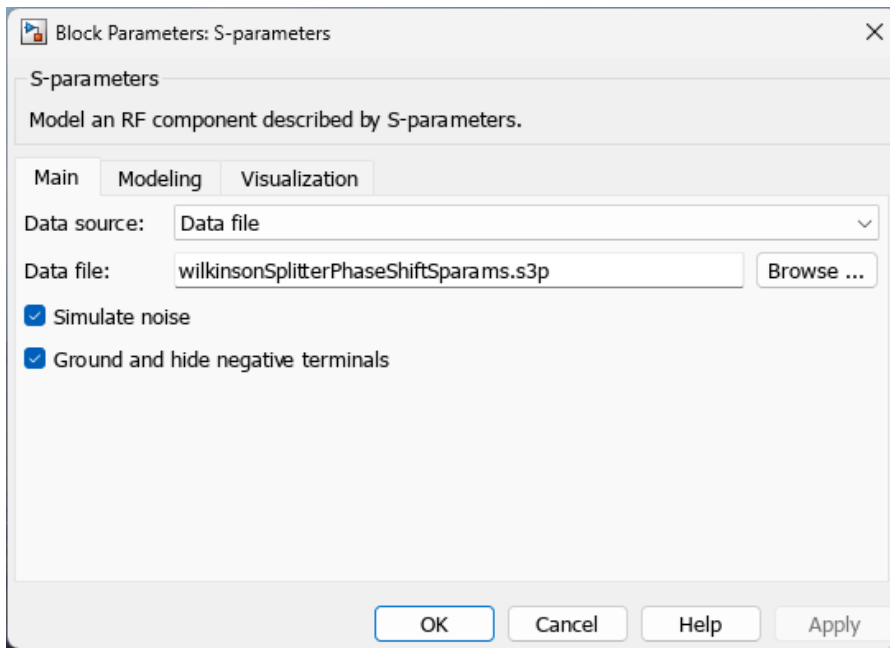 Block Parameters: S-parameters
S-parameters
Model an RF component described by S-parameters.
Main Modeling Visualization
Data source: Data file
Data file: wilkinsonSplitterPhaseShiftSparams.s3p Browse ...
Simulate noise
Ground and hide negative terminals
OK Cancel Help Apply